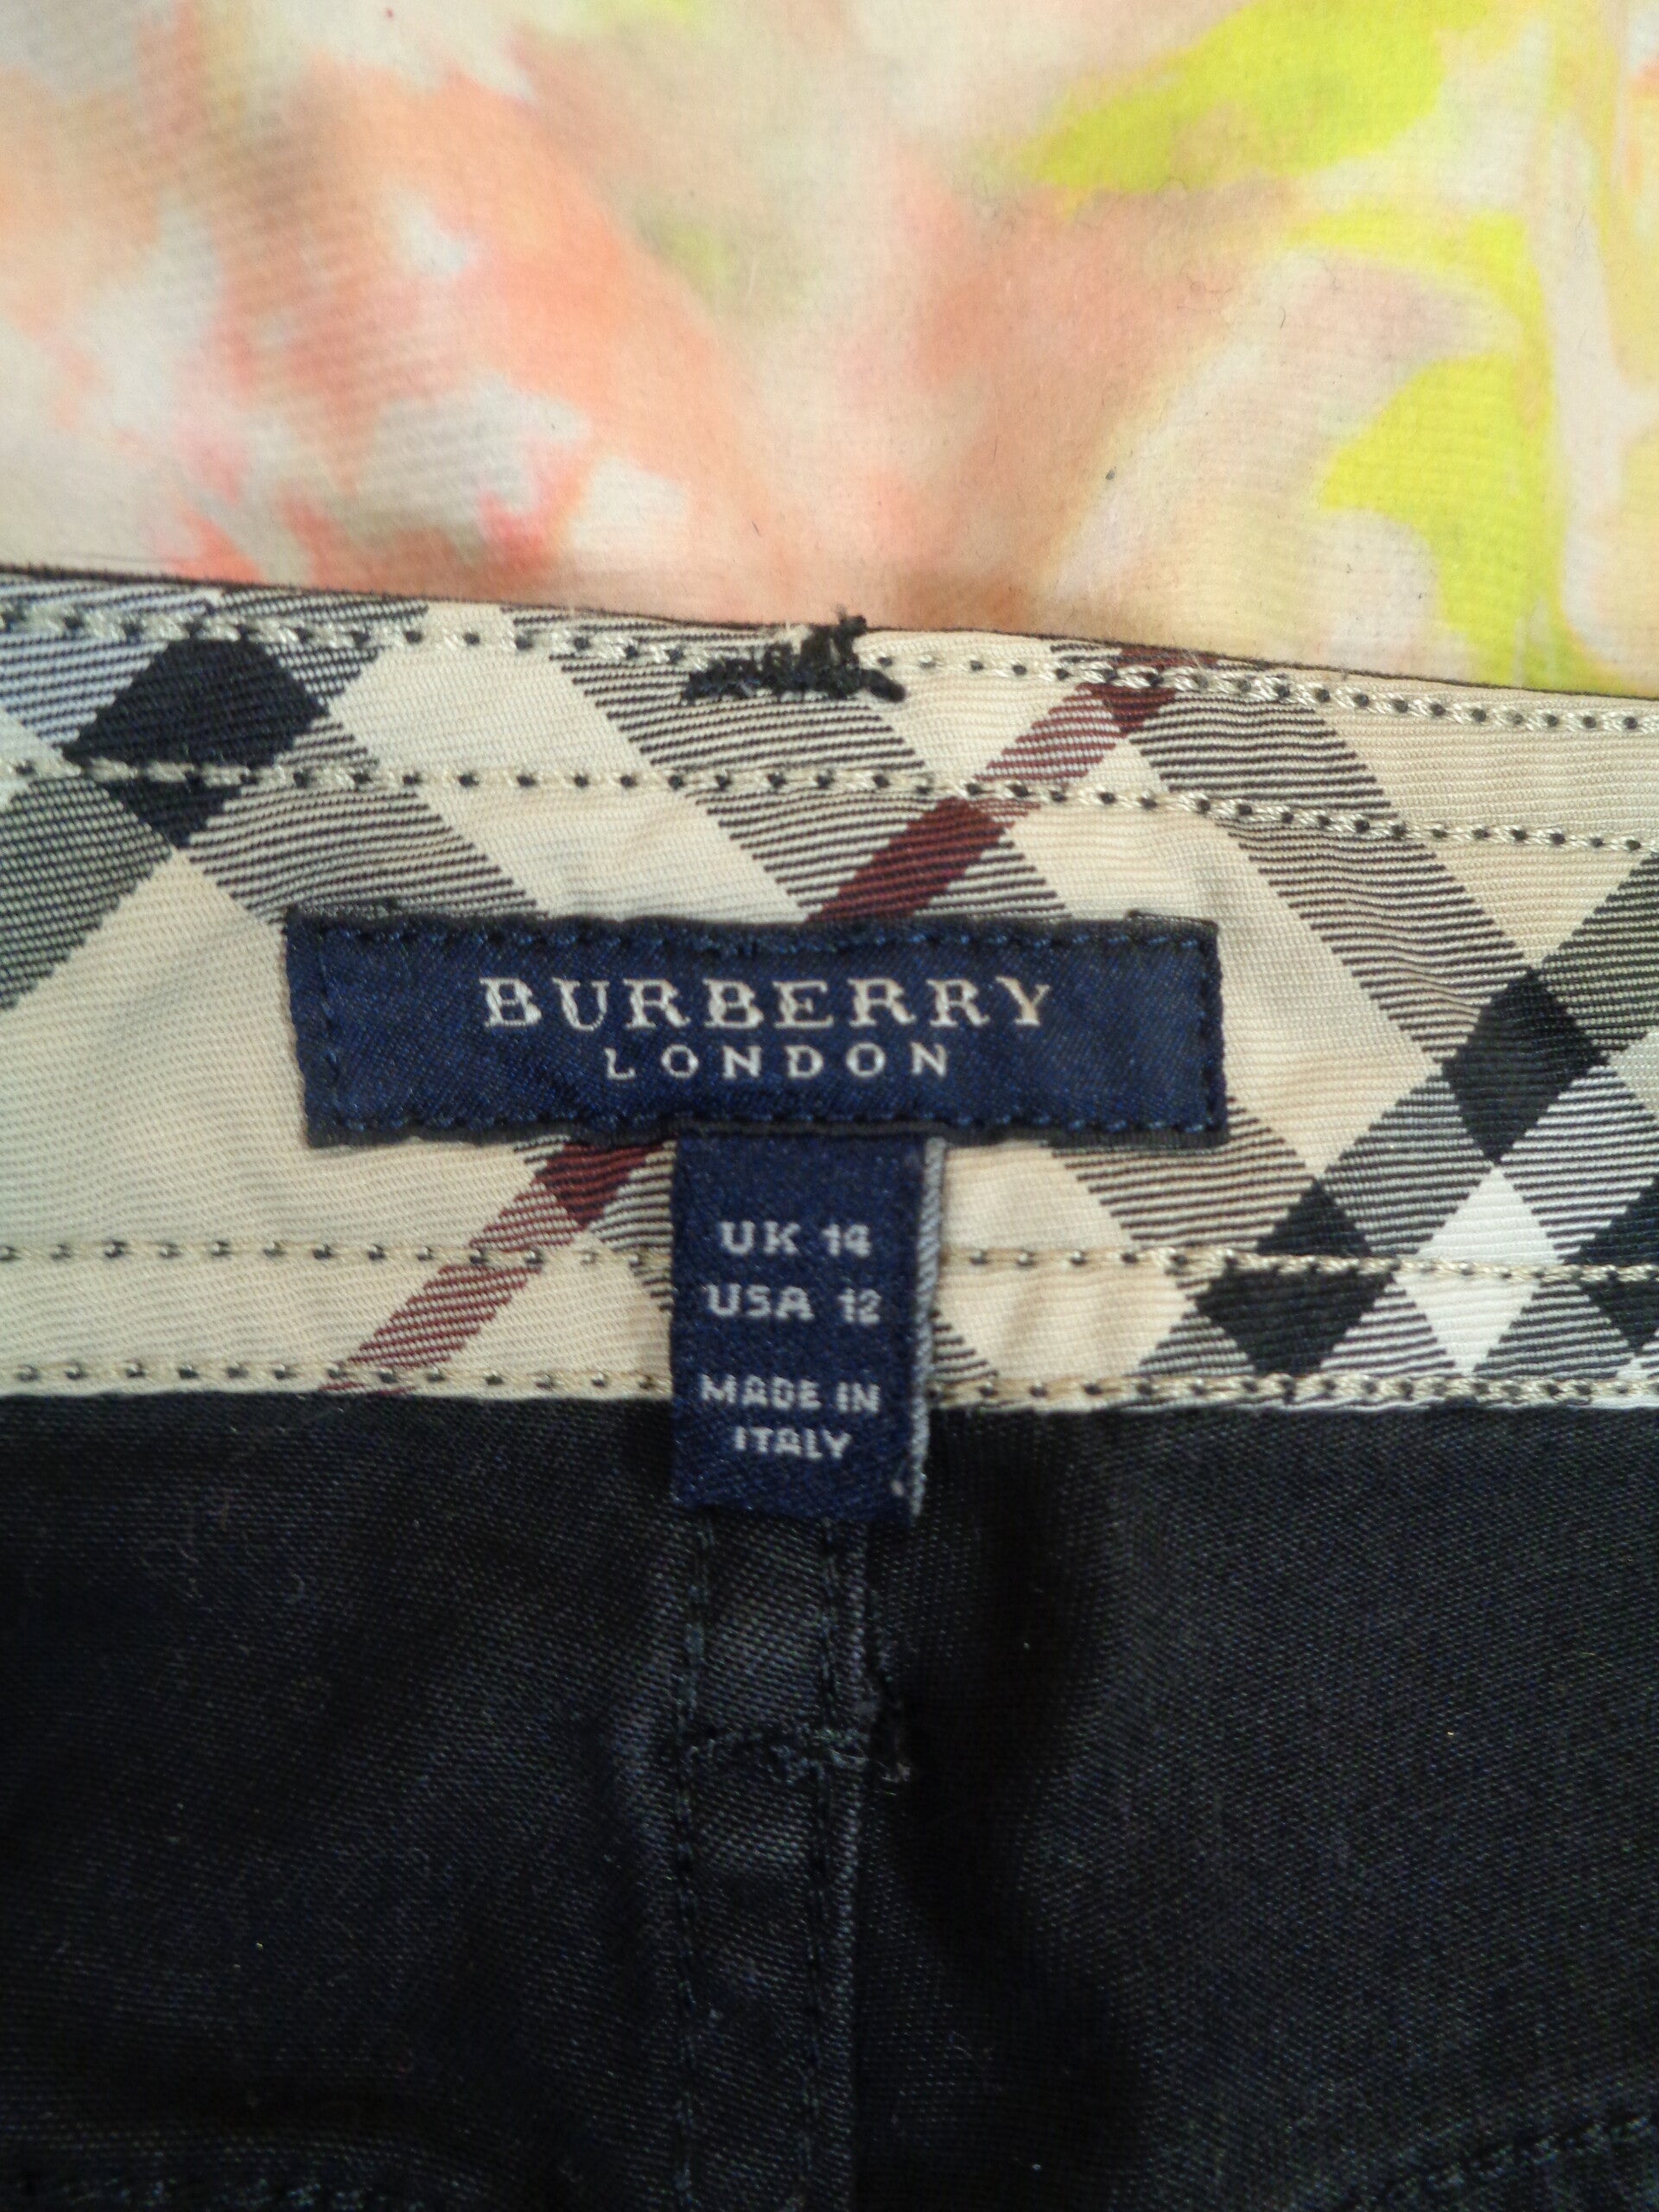 BURBERRY
LONDON
UK 14
USA 12
MADE IN
ITALY